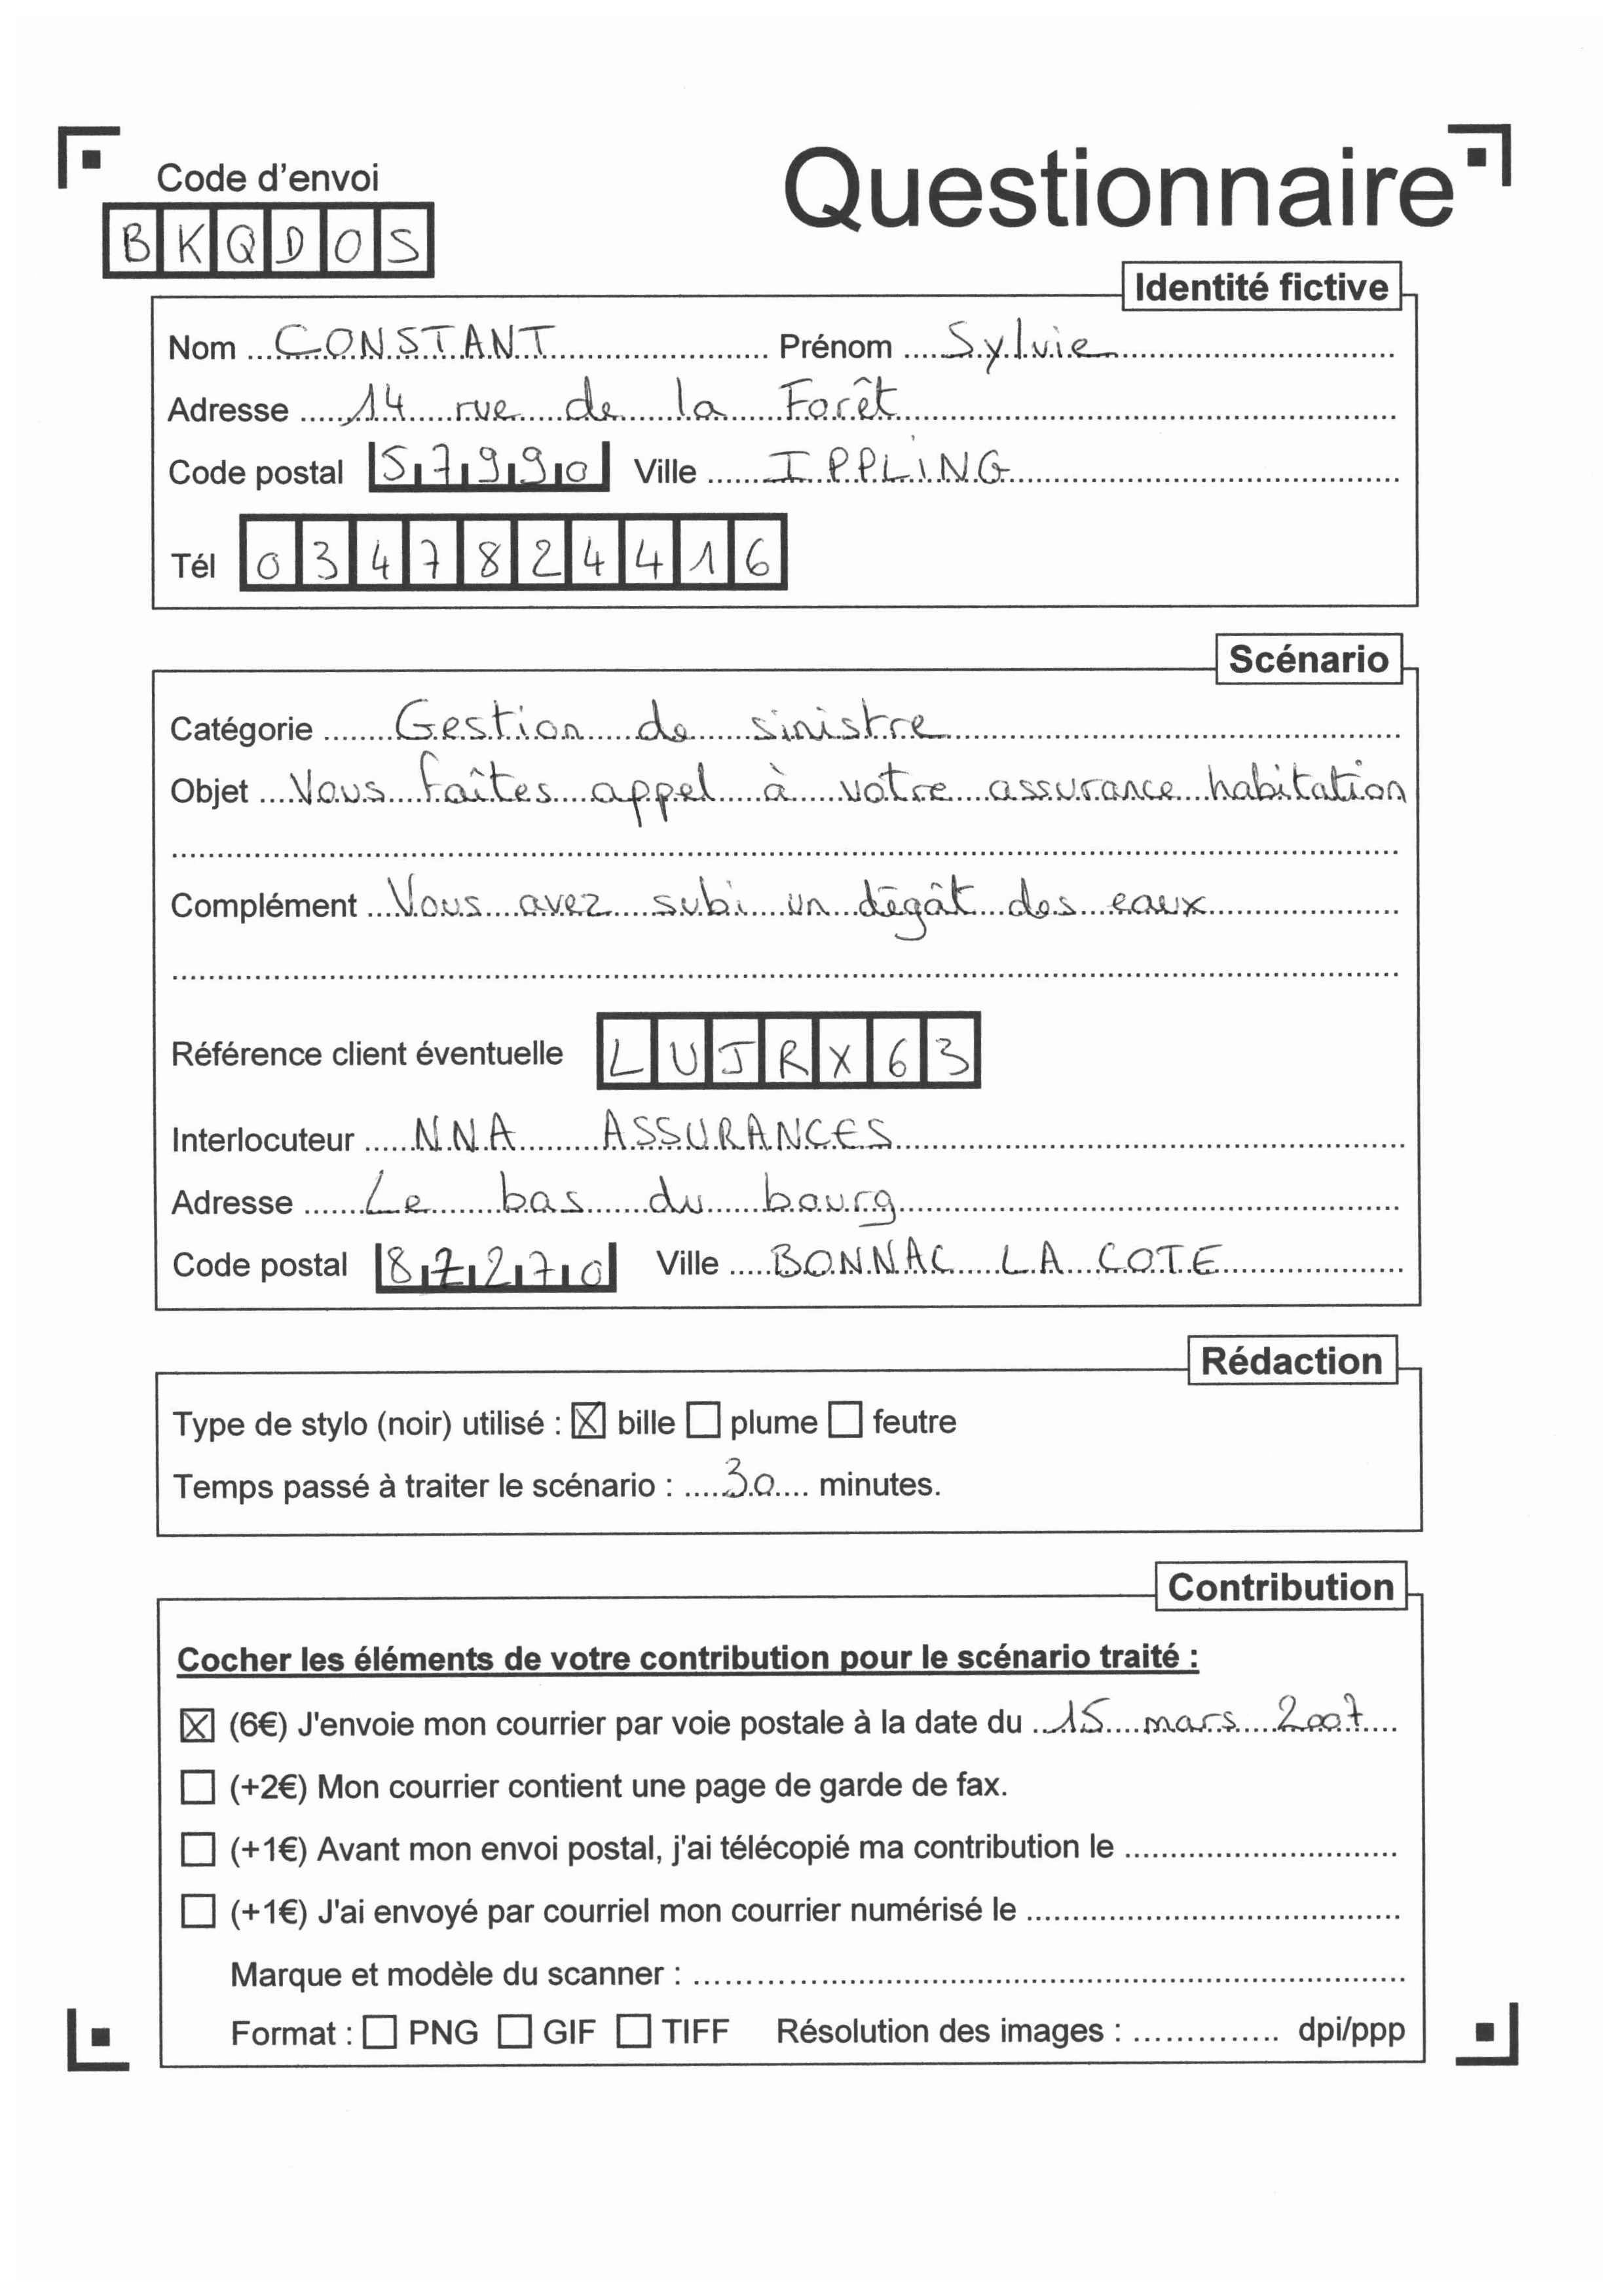 Code d'envoi
Questionnaire
BKQDOS
Identité fictive
Nom CONSTANT Prénom Sylvie
Adresse 14 rue de la Forêt
Code postal 57990 Ville IPPLING
Tél 0347824416
Scénario
Catégorie Gestion de sinistre
Objet Vous faîtes appel à votre assurance habitation
Complément Vous avez subi un dégât des eaux
Référence client éventuelle LUJRX63
Interlocuteur NNA ASSURANCES
Adresse Le bas du bourg
Code postal 87270 Ville BONNAC LA COTE
Rédaction
Type de stylo (noir) utilisé : ☒ bille ☐ plume ☐ feutre
Temps passé à traiter le scénario : 30 minutes.
Contribution
Cocher les éléments de votre contribution pour le scénario traité :
☒ (6€) J'envoie mon courrier par voie postale à la date du 15 mars 2007
☐ (+2€) Mon courrier contient une page de garde de fax.
☐ (+1€) Avant mon envoi postal, j'ai télécopié ma contribution le
☐ (+1€) J'ai envoyé par courriel mon courrier numérisé le
Marque et modèle du scanner :
Format : ☐ PNG ☐ GIF ☐ TIFF Résolution des images : dpi/ppp